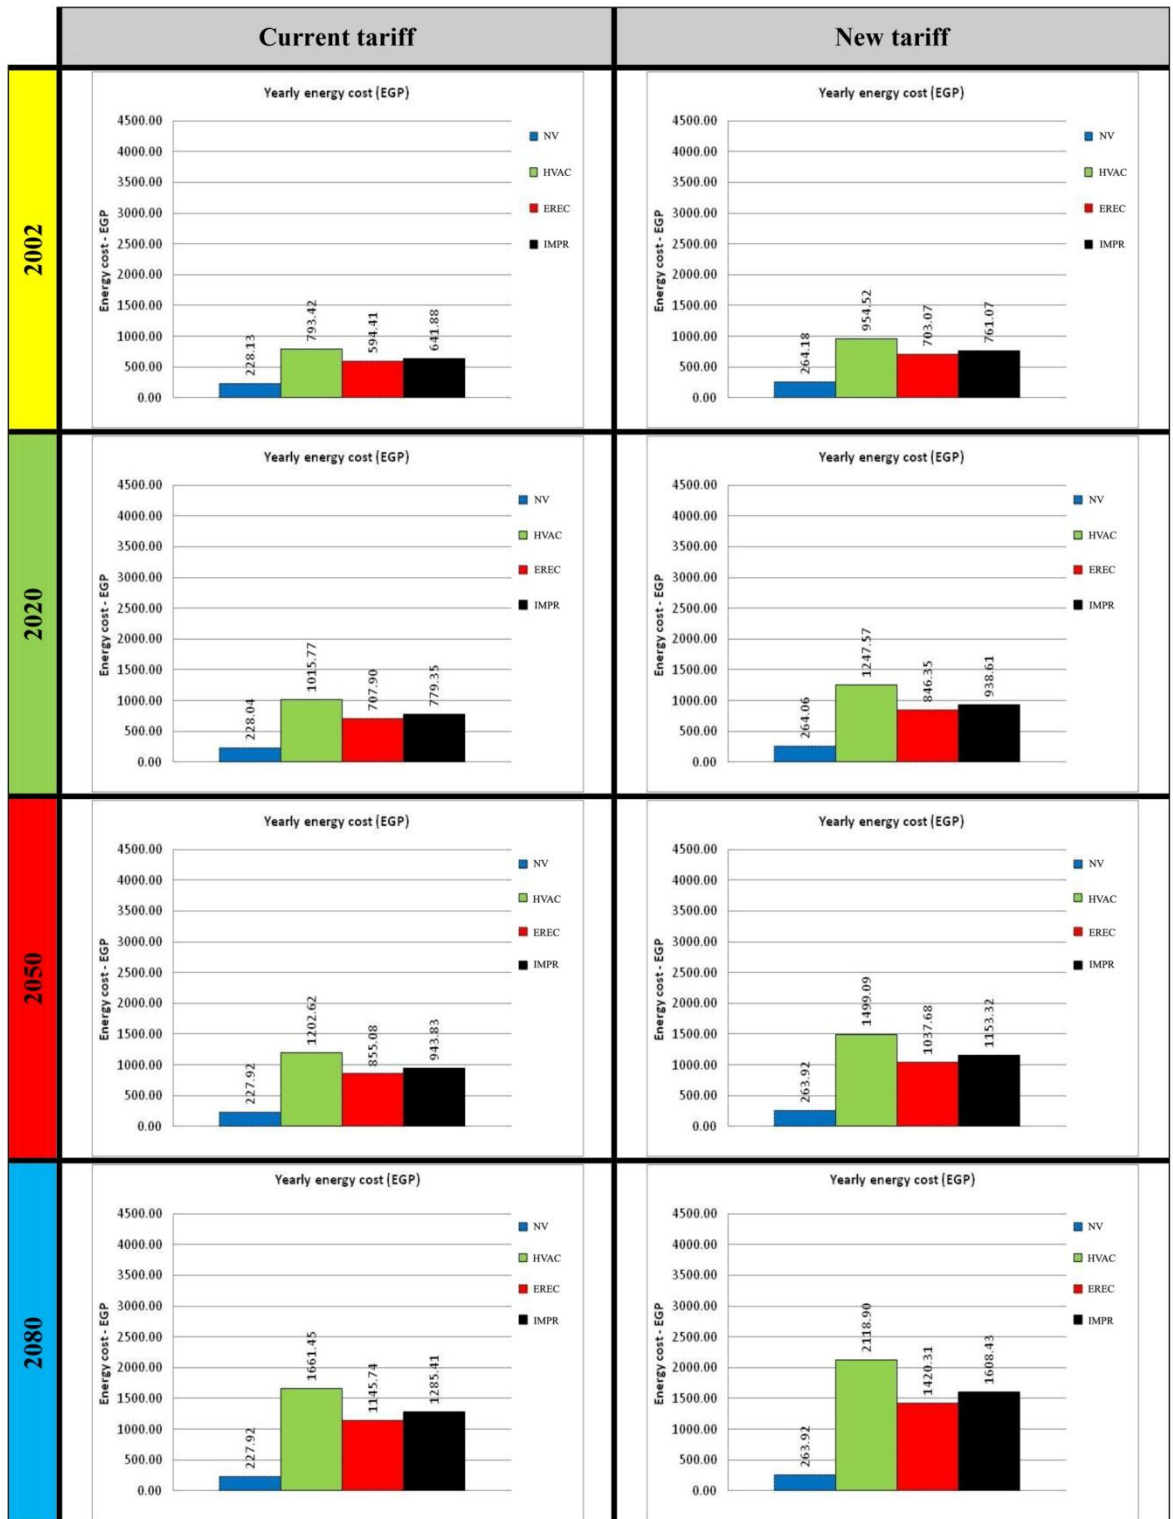 Current tariff
New tariff
2002
Yearly energy cost (EGP)
Energy cost - EGP
4500.00
4000.00
3500.00
3000.00
2500.00
2000.00
1500.00
1000.00
500.00
0.00
228.13
793.42
594.41
641.88
NV
HVAC
EREC
IMPR
Yearly energy cost (EGP)
Energy cost - EGP
4500.00
4000.00
3500.00
3000.00
2500.00
2000.00
1500.00
1000.00
500.00
0.00
264.18
954.52
703.07
761.07
NV
HVAC
EREC
IMPR
2020
Yearly energy cost (EGP)
Energy cost - EGP
4500.00
4000.00
3500.00
3000.00
2500.00
2000.00
1500.00
1000.00
500.00
0.00
228.04
1015.77
707.90
779.35
NV
HVAC
EREC
IMPR
Yearly energy cost (EGP)
Energy cost - EGP
4500.00
4000.00
3500.00
3000.00
2500.00
2000.00
1500.00
1000.00
500.00
0.00
264.06
1247.57
846.35
938.61
NV
HVAC
EREC
IMPR
2050
Yearly energy cost (EGP)
Energy cost - EGP
4500.00
4000.00
3500.00
3000.00
2500.00
2000.00
1500.00
1000.00
500.00
0.00
227.92
1202.62
855.08
943.83
NV
HVAC
EREC
IMPR
Yearly energy cost (EGP)
Energy cost - EGP
4500.00
4000.00
3500.00
3000.00
2500.00
2000.00
1500.00
1000.00
500.00
0.00
263.92
1499.09
1037.68
1153.32
NV
HVAC
EREC
IMPR
2080
Yearly energy cost (EGP)
Energy cost - EGP
4500.00
4000.00
3500.00
3000.00
2500.00
2000.00
1500.00
1000.00
500.00
0.00
227.92
1661.45
1145.74
1285.41
NV
HVAC
EREC
IMPR
Yearly energy cost (EGP)
Energy cost - EGP
4500.00
4000.00
3500.00
3000.00
2500.00
2000.00
1500.00
1000.00
500.00
0.00
263.92
2118.90
1420.31
1608.43
NV
HVAC
EREC
IMPR